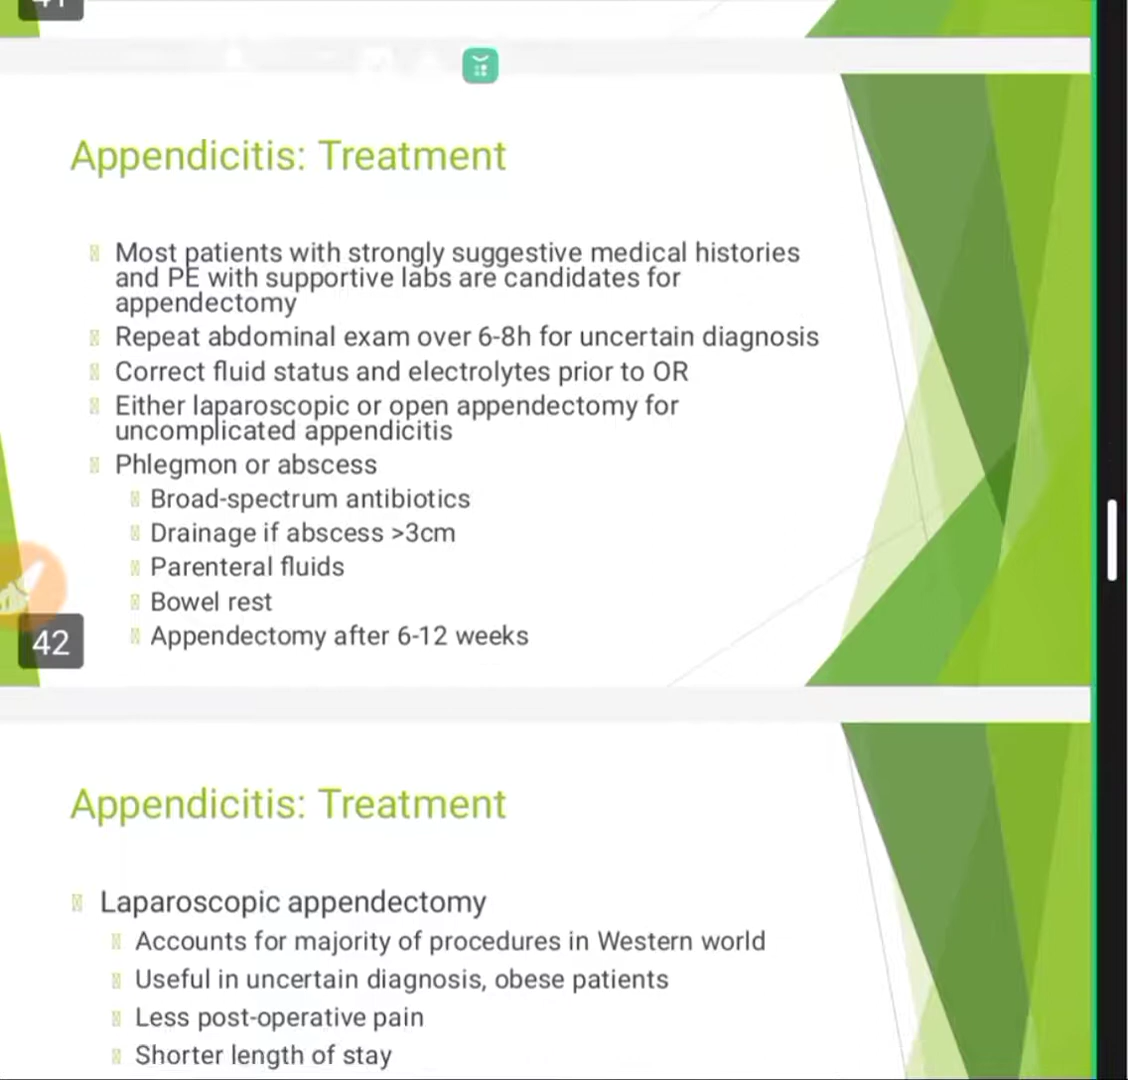 Appendicitis: Treatment
Most patients with strongly suggestive medical histories
and PE with supportive labs are candidates for
appendectomy
Repeat abdominal exam over 6-8h for uncertain diagnosis
Correct fluid status and electrolytes prior to OR
Either laparoscopic or open appendectomy for
uncomplicated appendicitis
Phlegmon or abscess
Broad-spectrum antibiotics
Drainage if abscess >3cm
Parenteral fluids
Bowel rest
Appendectomy after 6-12 weeks
42
Appendicitis: Treatment
Laparoscopic appendectomy
Accounts for majority of procedures in Western world
Useful in uncertain diagnosis, obese patients
Less post-operative pain
Shorter length of stay